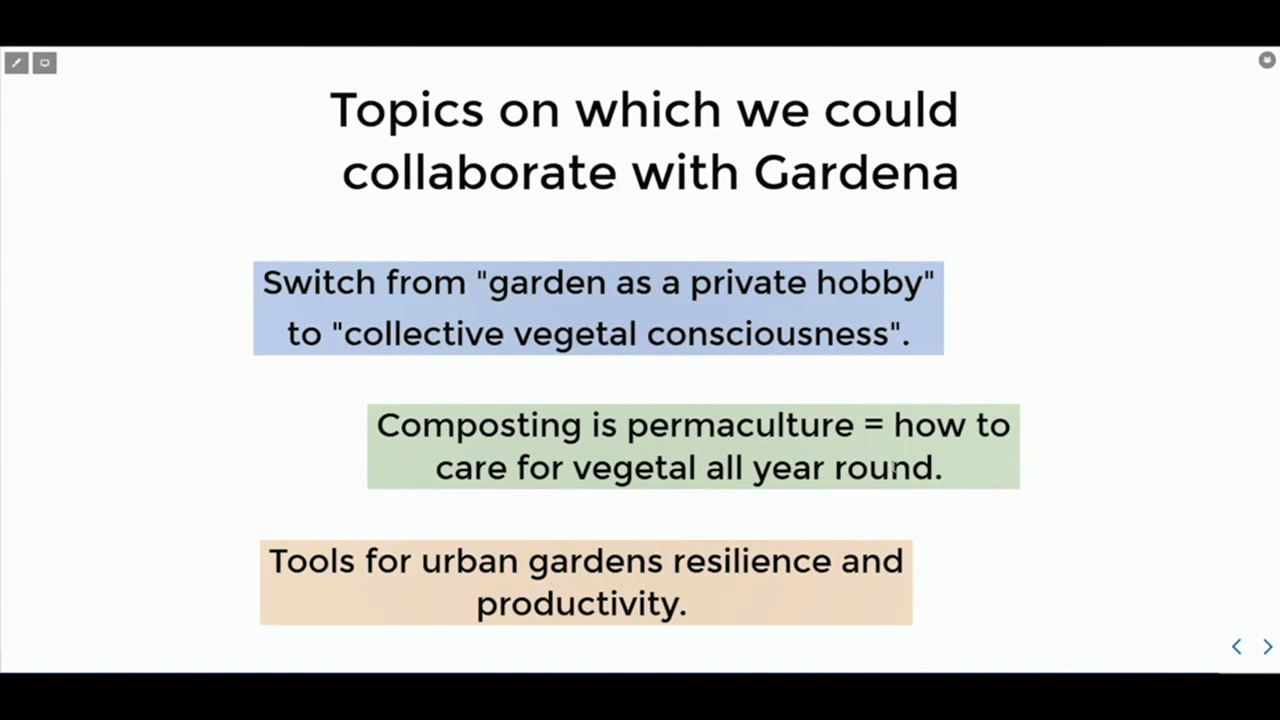 Topics on which we could
collaborate with Gardena
Switch from "garden as a private hobby"
to "collective vegetal consciousness".
Composting is permaculture = how to
care for vegetal all year round.
Tools for urban gardens resilience and
productivity.